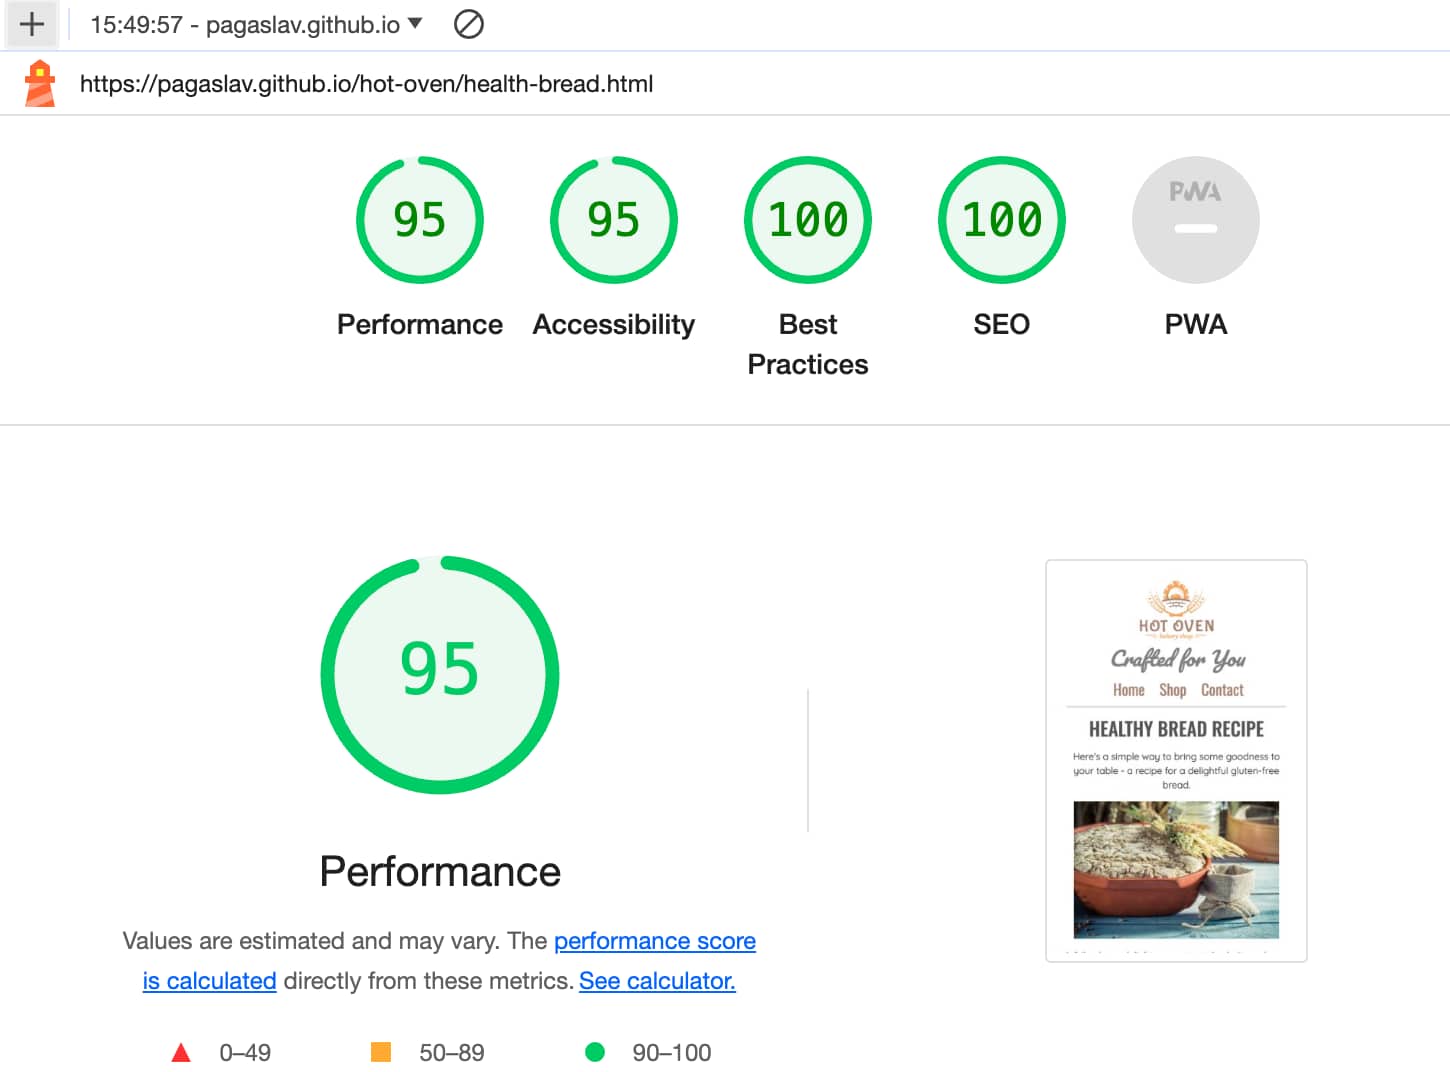 15:49:57 - pagaslav.github.io
https://pagaslav.github.io/hot-oven/health-bread.html
95
95
100
100
PWA
Performance
Accessibility
Best
Practices
SEO
PWA
95
Performance
Values are estimated and may vary. The performance score
is calculated directly from these metrics. See calculator.
0–49
50–89
90–100
HOT OVEN
bakery shop
Crafted for You
Home Shop Contact
HEALTHY BREAD RECIPE
Here's a simple way to bring some goodness to
your table - a recipe for a delightful gluten-free
bread.